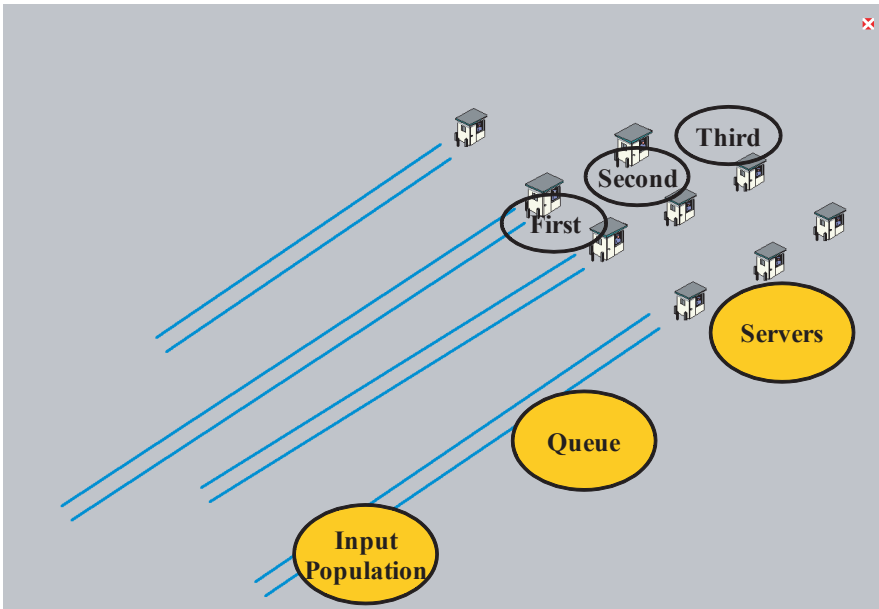 Third
Second
First
Servers
Queue
Input
Population